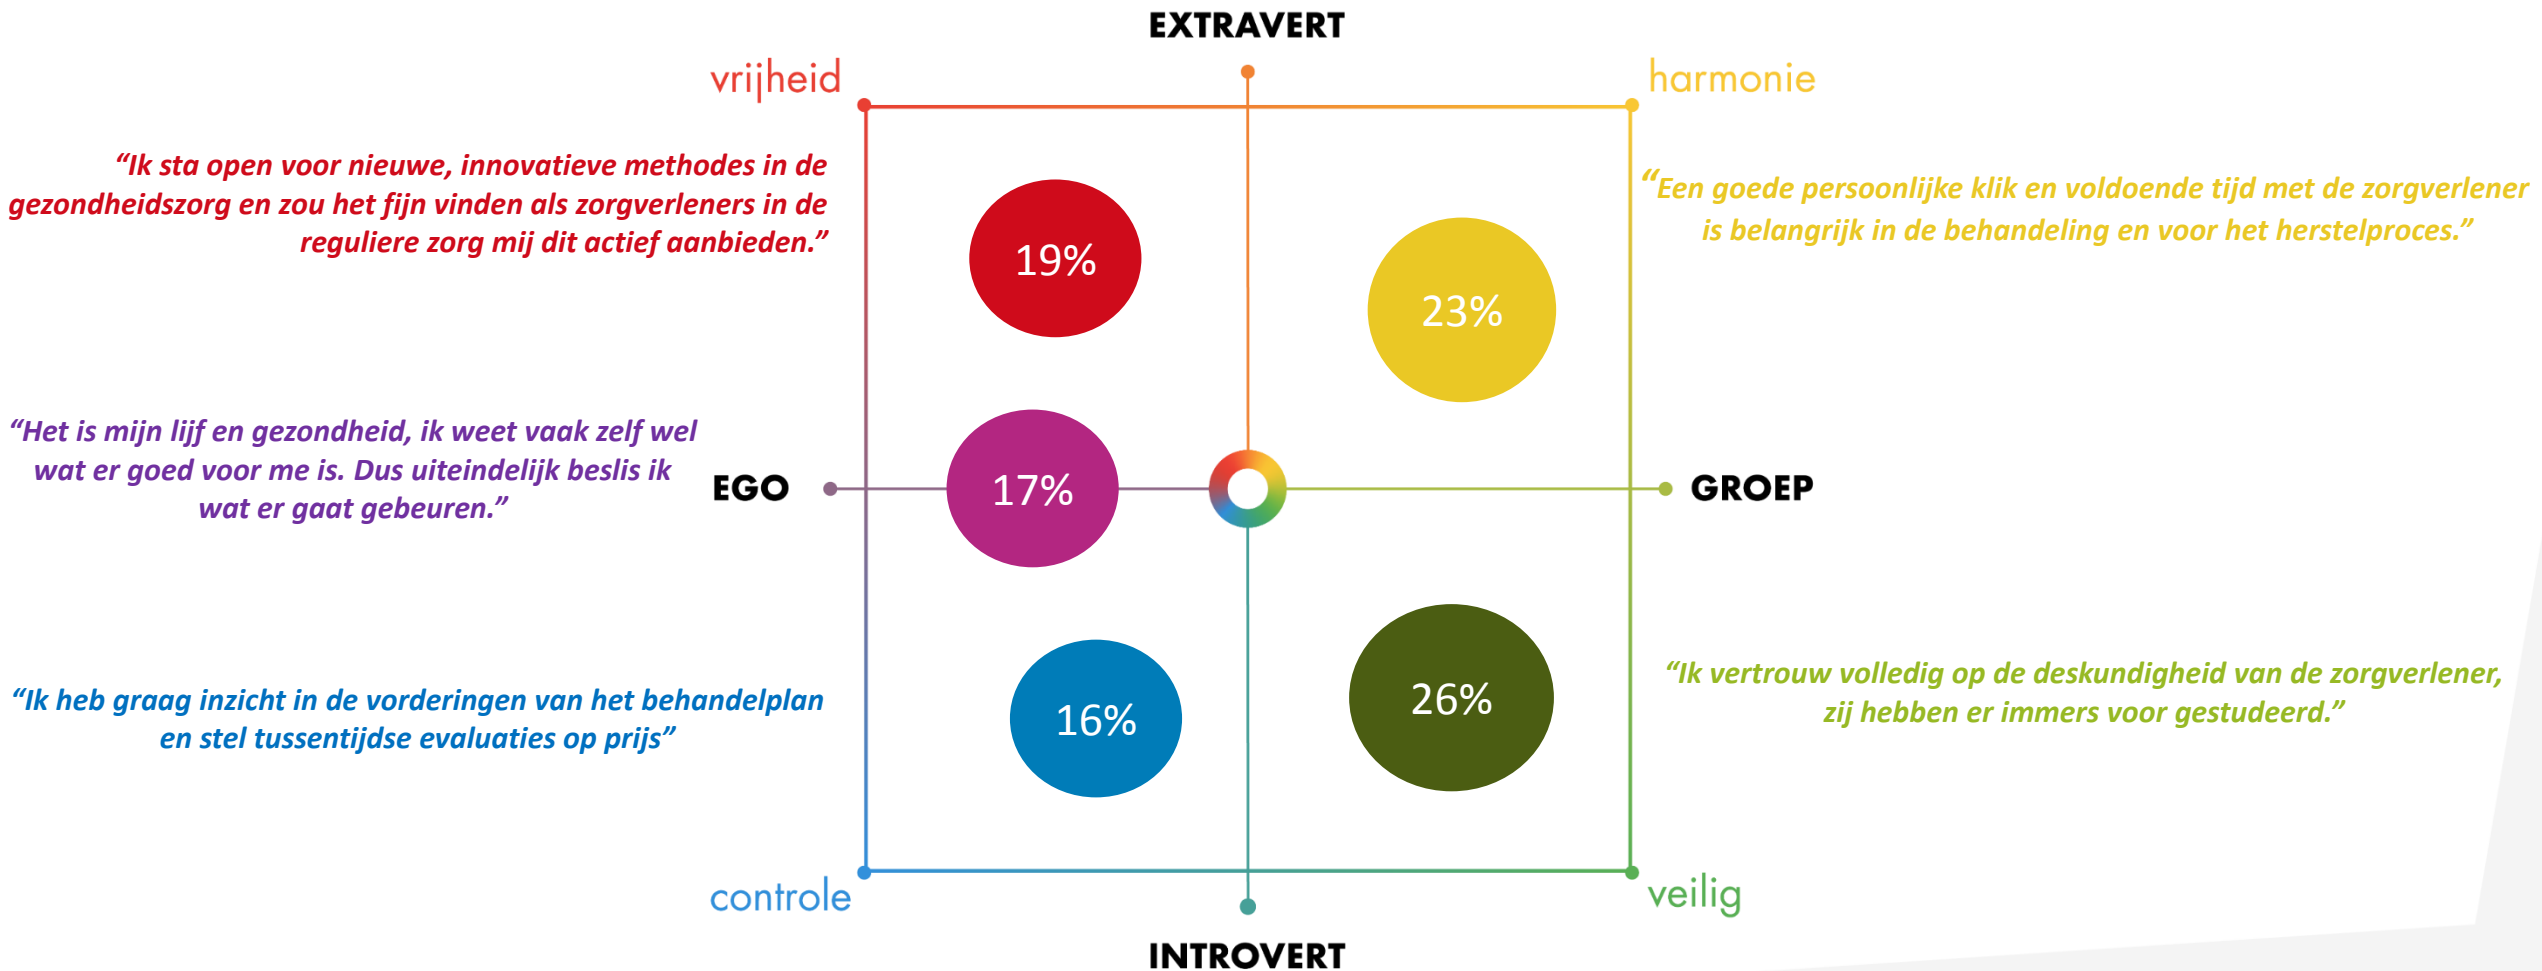 EXTRAVERT
vrijheid
harmonie
“Ik sta open voor nieuwe, innovatieve methodes in de
gezondheidszorg en zou het fijn vinden als zorgverleners in de
reguliere zorg mij dit actief aanbieden.”
“Een goede persoonlijke klik en voldoende tijd met de zorgverlener
is belangrijk in de behandeling en voor het herstelproces.”
19%
23%
“Het is mijn lijf en gezondheid, ik weet vaak zelf wel
wat er goed voor me is. Dus uiteindelijk beslis ik
wat er gaat gebeuren.”
EGO
17%
GROEP
“Ik heb graag inzicht in de vorderingen van het behandelplan
en stel tussentijdse evaluaties op prijs”
16%
26%
“Ik vertrouw volledig op de deskundigheid van de zorgverlener,
zij hebben er immers voor gestudeerd.”
controle
veilig
INTROVERT